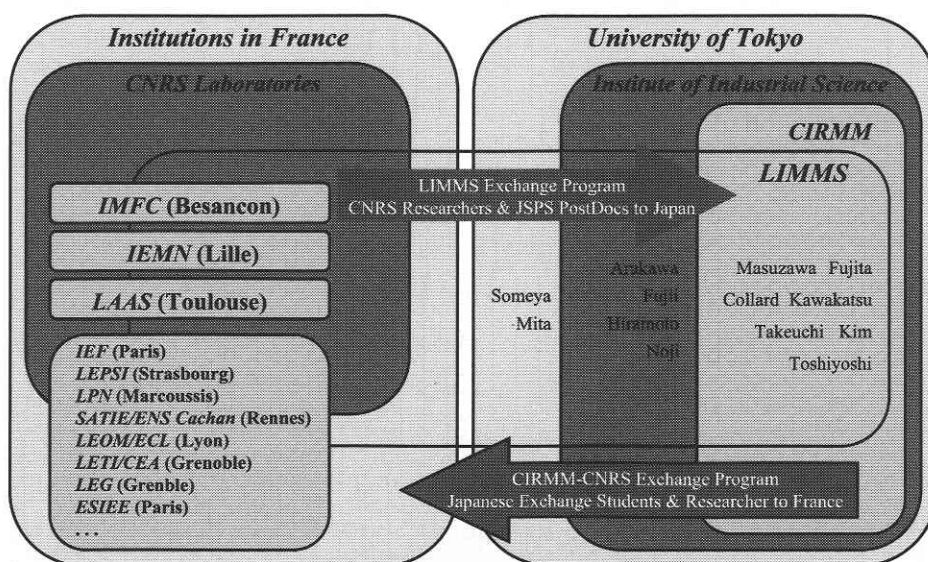 Institutions in France
CNRS Laboratories
IMFC (Besancon)
IEMN (Lille)
LAAS (Toulouse)
IEF (Paris)
LEPSI (Strasbourg)
LPN (Marcoussis)
SATIE/ENS Cachan (Rennes)
LEOM/ECL (Lyon)
LETI/CEA (Grenoble)
LEG (Grenble)
ESIEE (Paris)
...
LIMMS Exchange Program
CNRS Researchers & JSPS PostDocs to Japan
University of Tokyo
Institute of Industrial Science
CIRMM
LIMMS
Someya
Mita
Arakawa
Fujii
Hiramoto
Noji
Masuzawa Fujita
Collard Kawakatsu
Takeuchi Kim
Toshiyoshi
CIRMM-CNRS Exchange Program
Japanese Exchange Students & Researcher to France